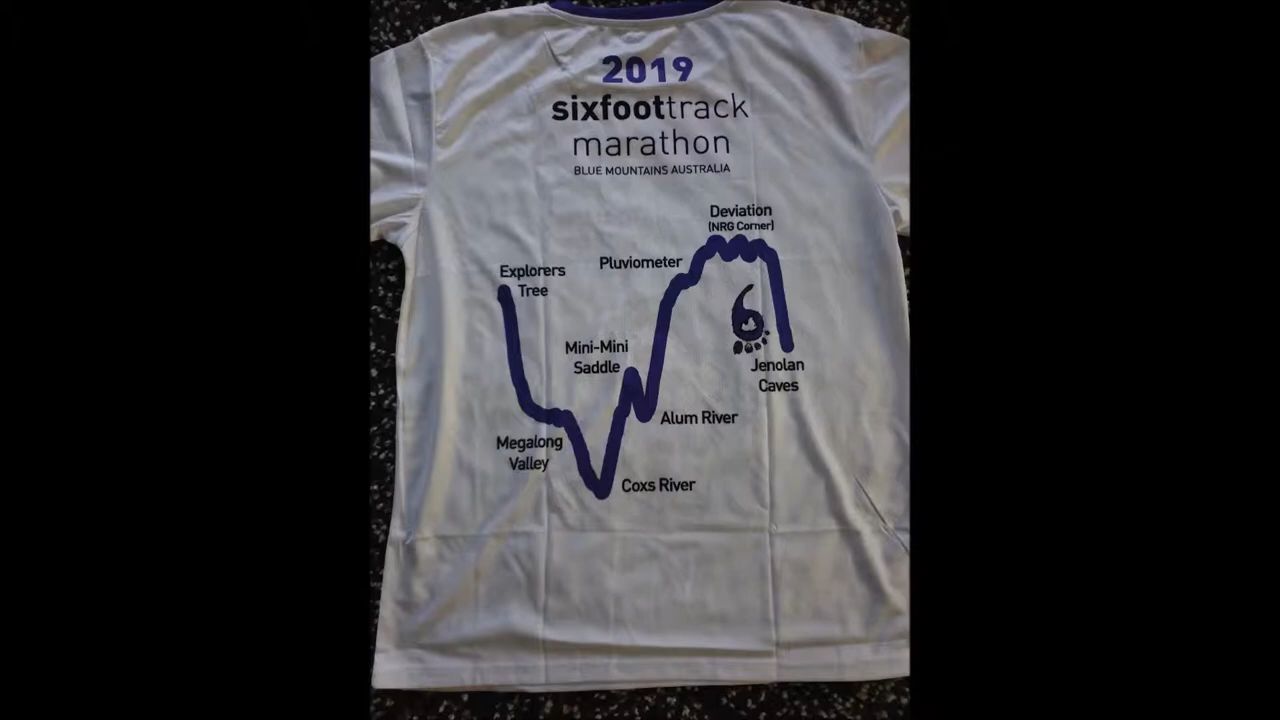 2019
sixfoottrack
marathon
BLUE MOUNTAINS AUSTRALIA
Deviation
(NRG Corner)
Pluviometer
Explorers
Tree
Mini-Mini
Saddle
6
Jenolan
Caves
Alum River
Megalong
Valley
Coxs River